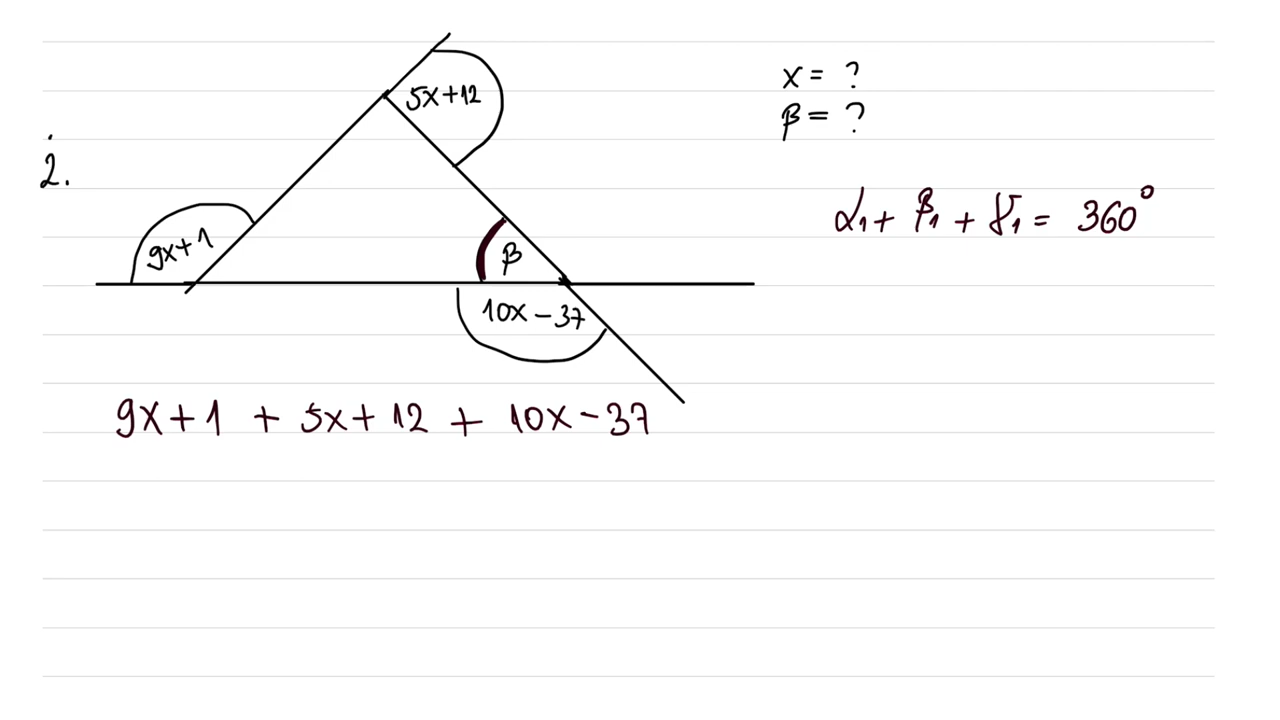 2.
5x+12
9x+1
β
10x-37
x = ?
β = ?
α₁ + β₁ + γ₁ = 360°
9x+1 + 5x+12 + 10x-37